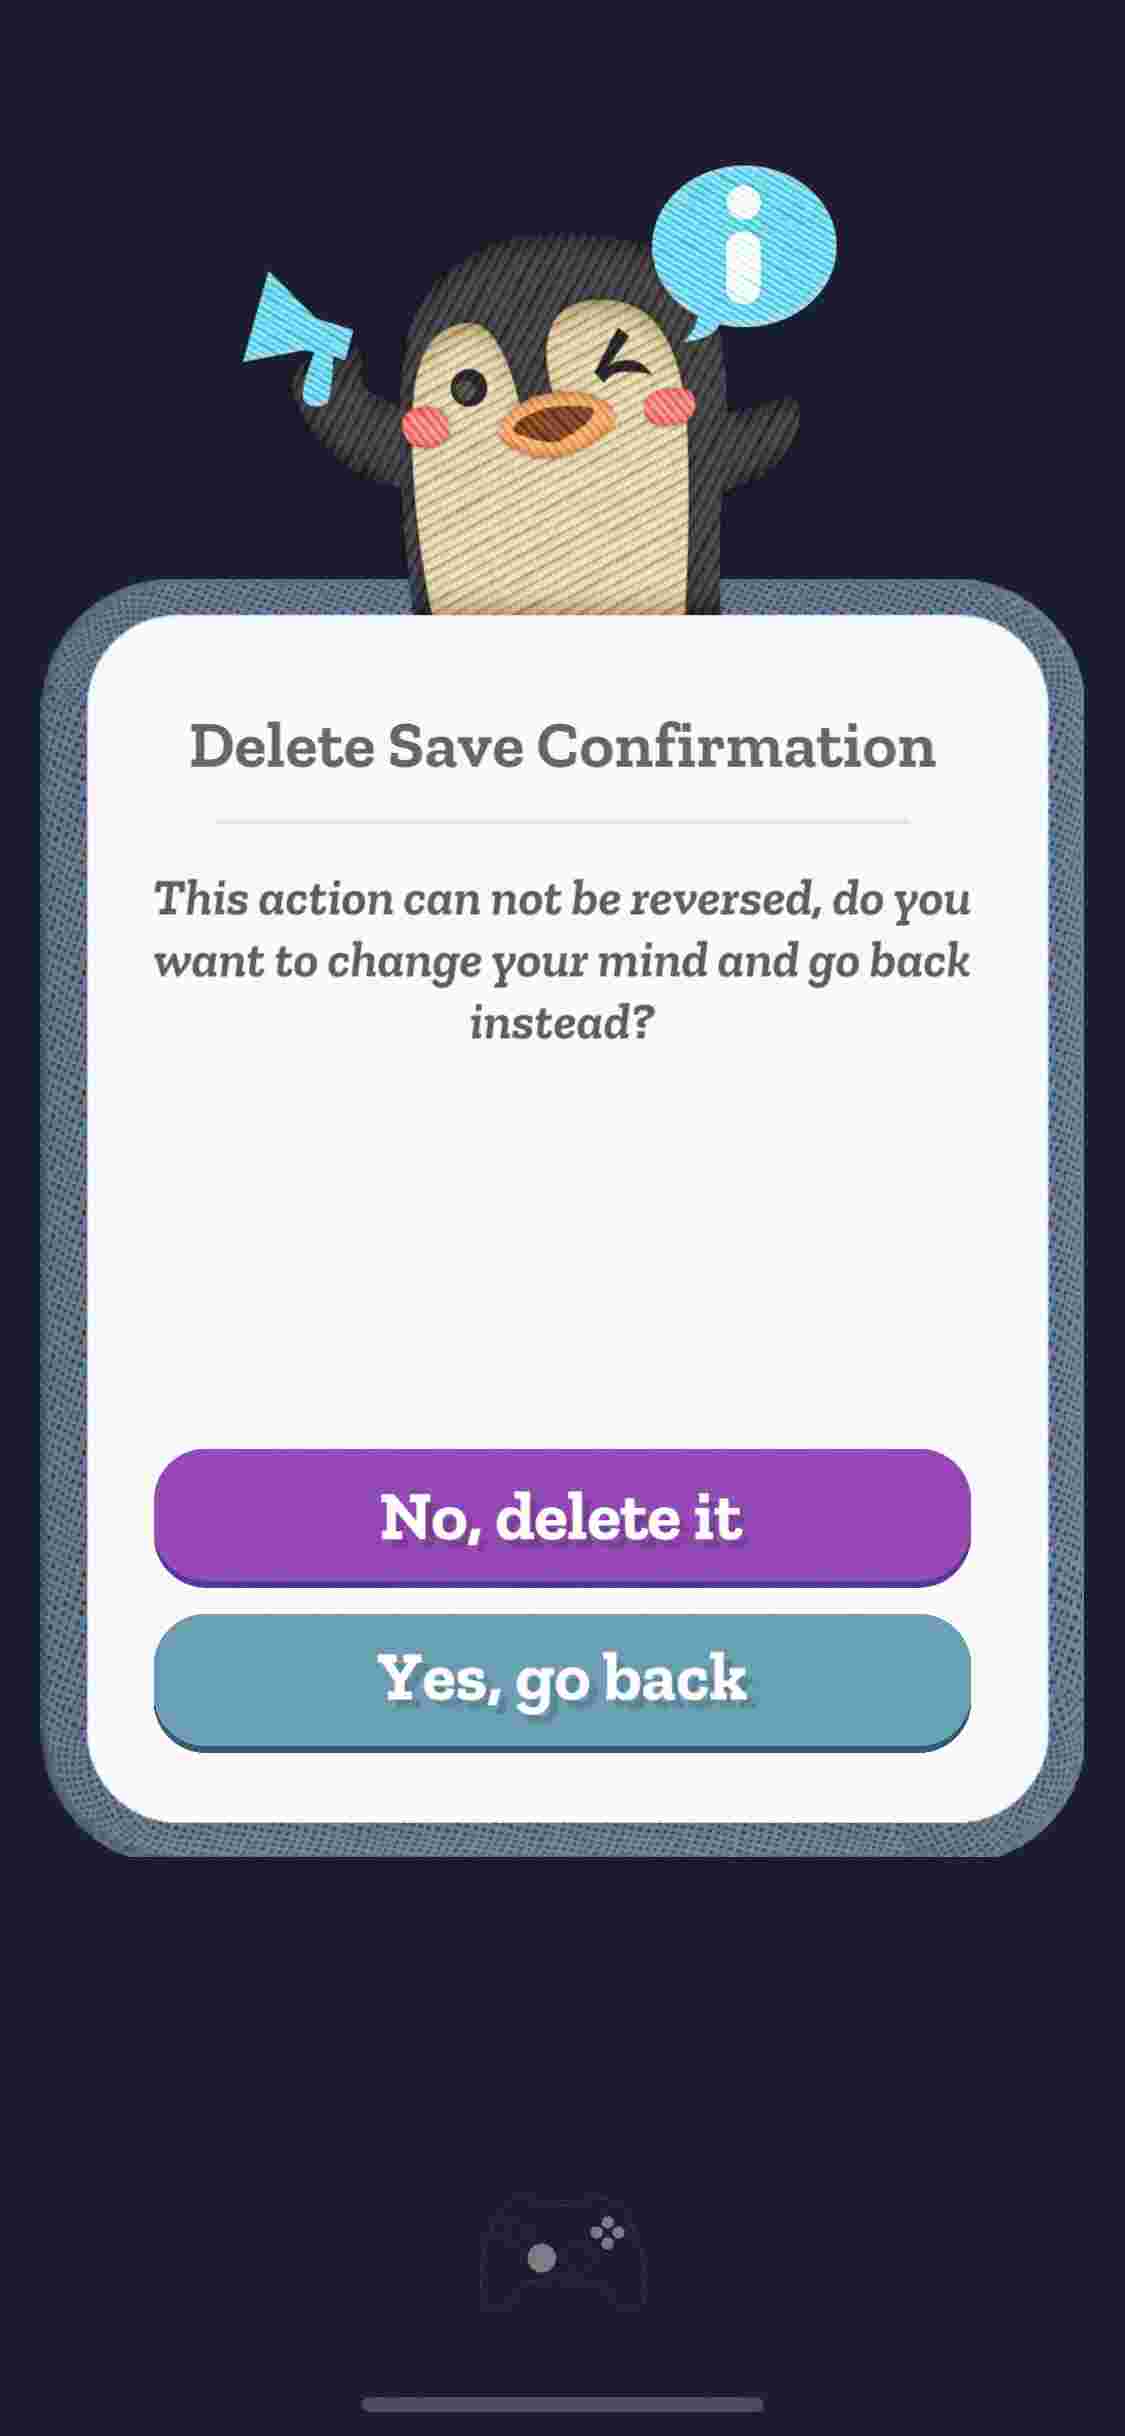 i
Delete Save Confirmation
This action can not be reversed, do you
want to change your mind and go back
instead?
No, delete it
Yes, go back